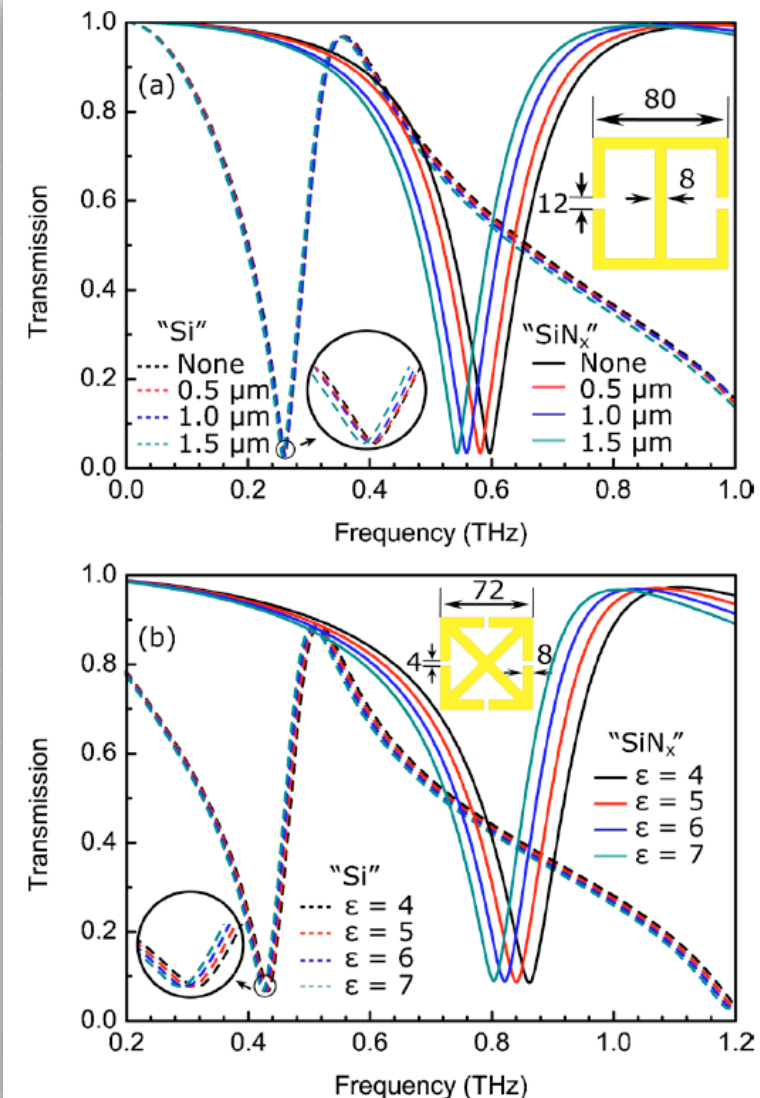 1.0
0.8
0.6
0.4
0.2
0.0
Transmission
(a)
80
12
8
"Si"
None
0.5 μm
1.0 μm
1.5 μm
"SiNx"
None
0.5 μm
1.0 μm
1.5 μm
0.0 0.2 0.4 0.6 0.8 1.0
Frequency (THz)
1.0
0.8
0.6
0.4
0.2
0.0
Transmission
(b)
72
4
8
"SiNx"
ε = 4
ε = 5
ε = 6
ε = 7
"Si"
ε = 4
ε = 5
ε = 6
ε = 7
0.2 0.4 0.6 0.8 1.0 1.2
Frequency (THz)